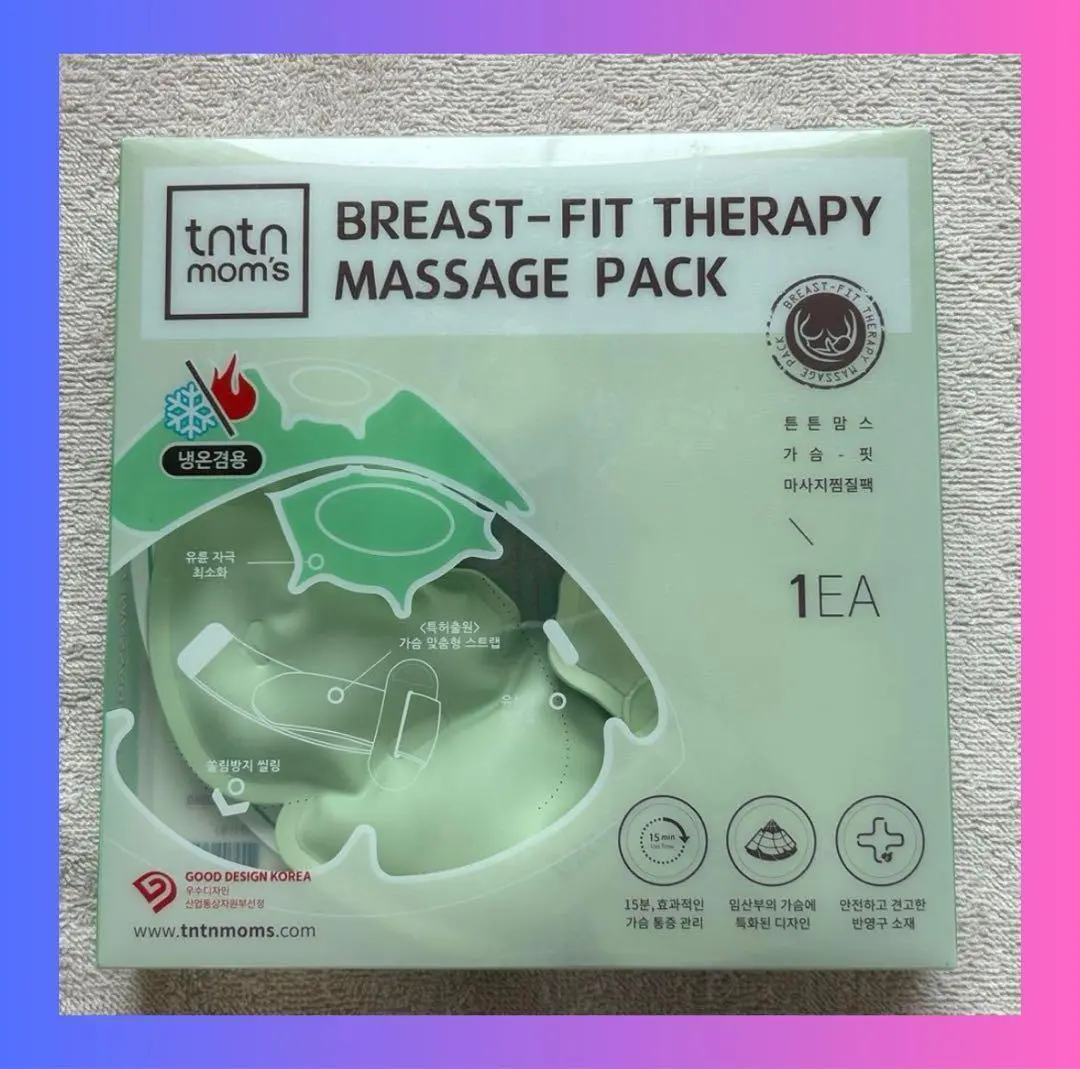 tntn
mom's
BREAST-FIT THERAPY
MASSAGE PACK
BREAST-FIT THERAPY MASSAGE PACK
냉온겸용
튼튼맘스
가슴-핏
마사지찜질팩
1EA
유륜 자극
최소화
<특허출원>
가슴 맞춤형 스트랩
쏠림방지 씰링
GOOD DESIGN KOREA
우수디자인
산업통상자원부선정
www.tntnmoms.com
15 min
15분, 효과적인
가슴 통증 관리
임산부의 가슴에
특화된 디자인
안전하고 견고한
반영구 소재